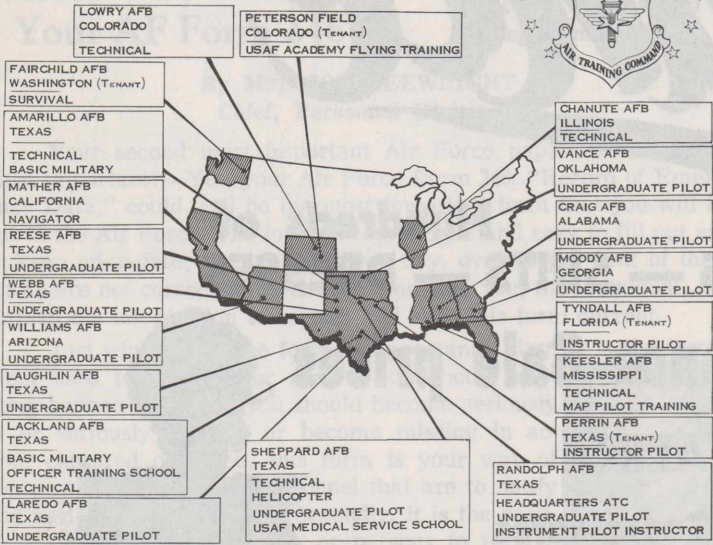 LOWRY AFB
COLORADO
TECHNICAL
PETERSON FIELD
COLORADO (TENANT)
USAF ACADEMY FLYING TRAINING
AIR TRAINING COMMAND
FAIRCHILD AFB
WASHINGTON (TENANT)
SURVIVAL
AMARILLO AFB
TEXAS
TECHNICAL
BASIC MILITARY
MATHER AFB
CALIFORNIA
NAVIGATOR
REESE AFB
TEXAS
UNDERGRADUATE PILOT
WEBB AFB
TEXAS
UNDERGRADUATE PILOT
WILLIAMS AFB
ARIZONA
UNDERGRADUATE PILOT
LAUGHLIN AFB
TEXAS
UNDERGRADUATE PILOT
LACKLAND AFB
TEXAS
BASIC MILITARY
OFFICER TRAINING SCHOOL
TECHNICAL
LAREDO AFB
TEXAS
UNDERGRADUATE PILOT
SHEPPARD AFB
TEXAS
TECHNICAL
HELICOPTER
UNDERGRADUATE PILOT
USAF MEDICAL SERVICE SCHOOL
CHANUTE AFB
ILLINOIS
TECHNICAL
VANCE AFB
OKLAHOMA
UNDERGRADUATE PILOT
CRAIG AFB
ALABAMA
UNDERGRADUATE PILOT
MOODY AFB
GEORGIA
UNDERGRADUATE PILOT
TYNDALL AFB
FLORIDA (TENANT)
INSTRUCTOR PILOT
KEESLER AFB
MISSISSIPPI
TECHNICAL
MAP PILOT TRAINING
PERRIN AFB
TEXAS (TENANT)
INSTRUCTOR PILOT
RANDOLPH AFB
TEXAS
HEADQUARTERS ATC
UNDERGRADUATE PILOT
INSTRUMENT PILOT INSTRUCTOR